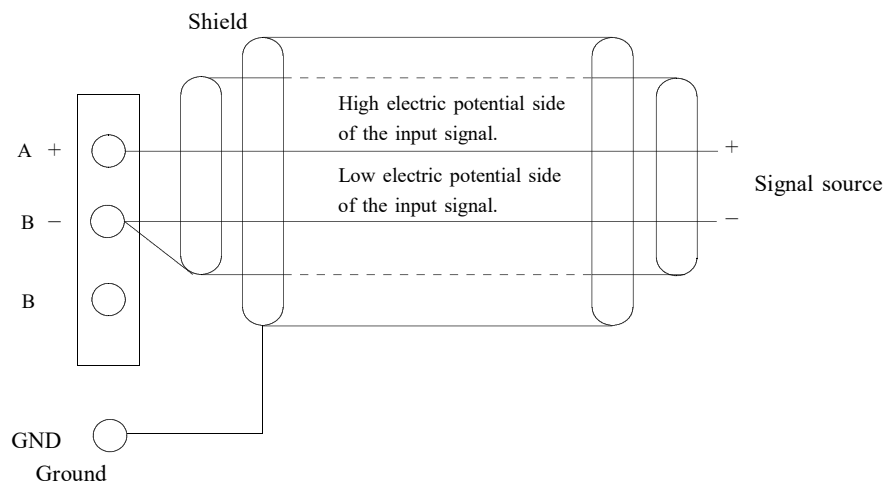 Shield
High electric potential side
of the input signal.
A +
+
Low electric potential side
of the input signal.
Signal source
B −
−
B
GND
Ground